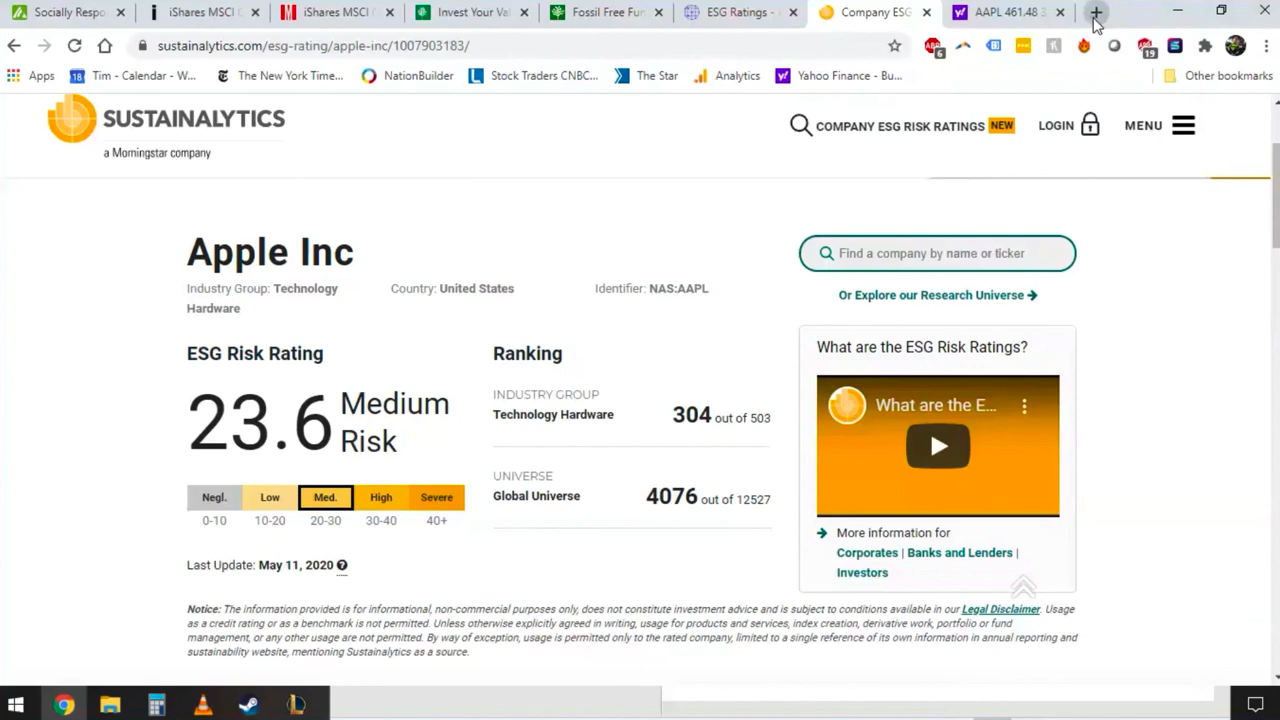 Socially Respo
iShares MSCI C
iShares MSCI C
Invest Your Val
Fossil Free Fun
ESG Ratings -
Company ESG
AAPL 461.48 3
sustainalytics.com/esg-rating/apple-inc/1007903183/
6
19
Apps
18
Tim - Calendar - W...
The New York Time...
NationBuilder
Stock Traders CNBC...
The Star
Analytics
Yahoo Finance - Bu...
Other bookmarks
SUSTAINALYTICS
a Morningstar company
COMPANY ESG RISK RATINGS NEW
LOGIN
MENU
Apple Inc
Industry Group: Technology
Hardware
Country: United States
Identifier: NAS:AAPL
ESG Risk Rating
23.6 Medium
Risk
Negl. Low Med. High Severe
0-10 10-20 20-30 30-40 40+
Last Update: May 11, 2020 ?
Ranking
INDUSTRY GROUP
Technology Hardware 304 out of 503
UNIVERSE
Global Universe 4076 out of 12527
Find a company by name or ticker
Or Explore our Research Universe →
What are the ESG Risk Ratings?
What are the E...
More information for
Corporates | Banks and Lenders |
Investors
Notice: The information provided is for informational, non-commercial purposes only, does not constitute investment advice and is subject to conditions available in our Legal Disclaimer. Usage
as a credit rating or as a benchmark is not permitted. Unless otherwise explicitly agreed in writing, usage for products and services, index creation, derivative work, portfolio or fund
management, or any other usage are not permitted. By way of exception, usage is permitted only to the rated company, limited to a single reference of its own information in annual reporting and
sustainability website, mentioning Sustainalytics as a source.